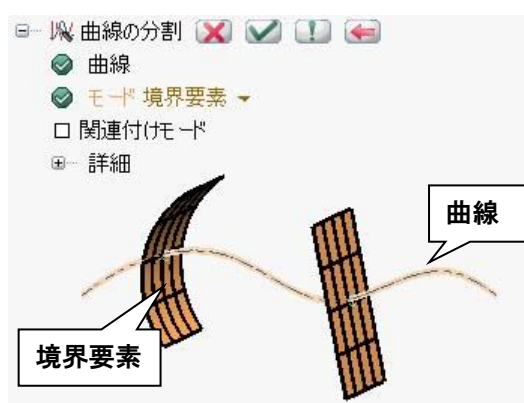 曲線の分割
曲線
モード 境界要素
関連付けモード
詳細
曲線
境界要素